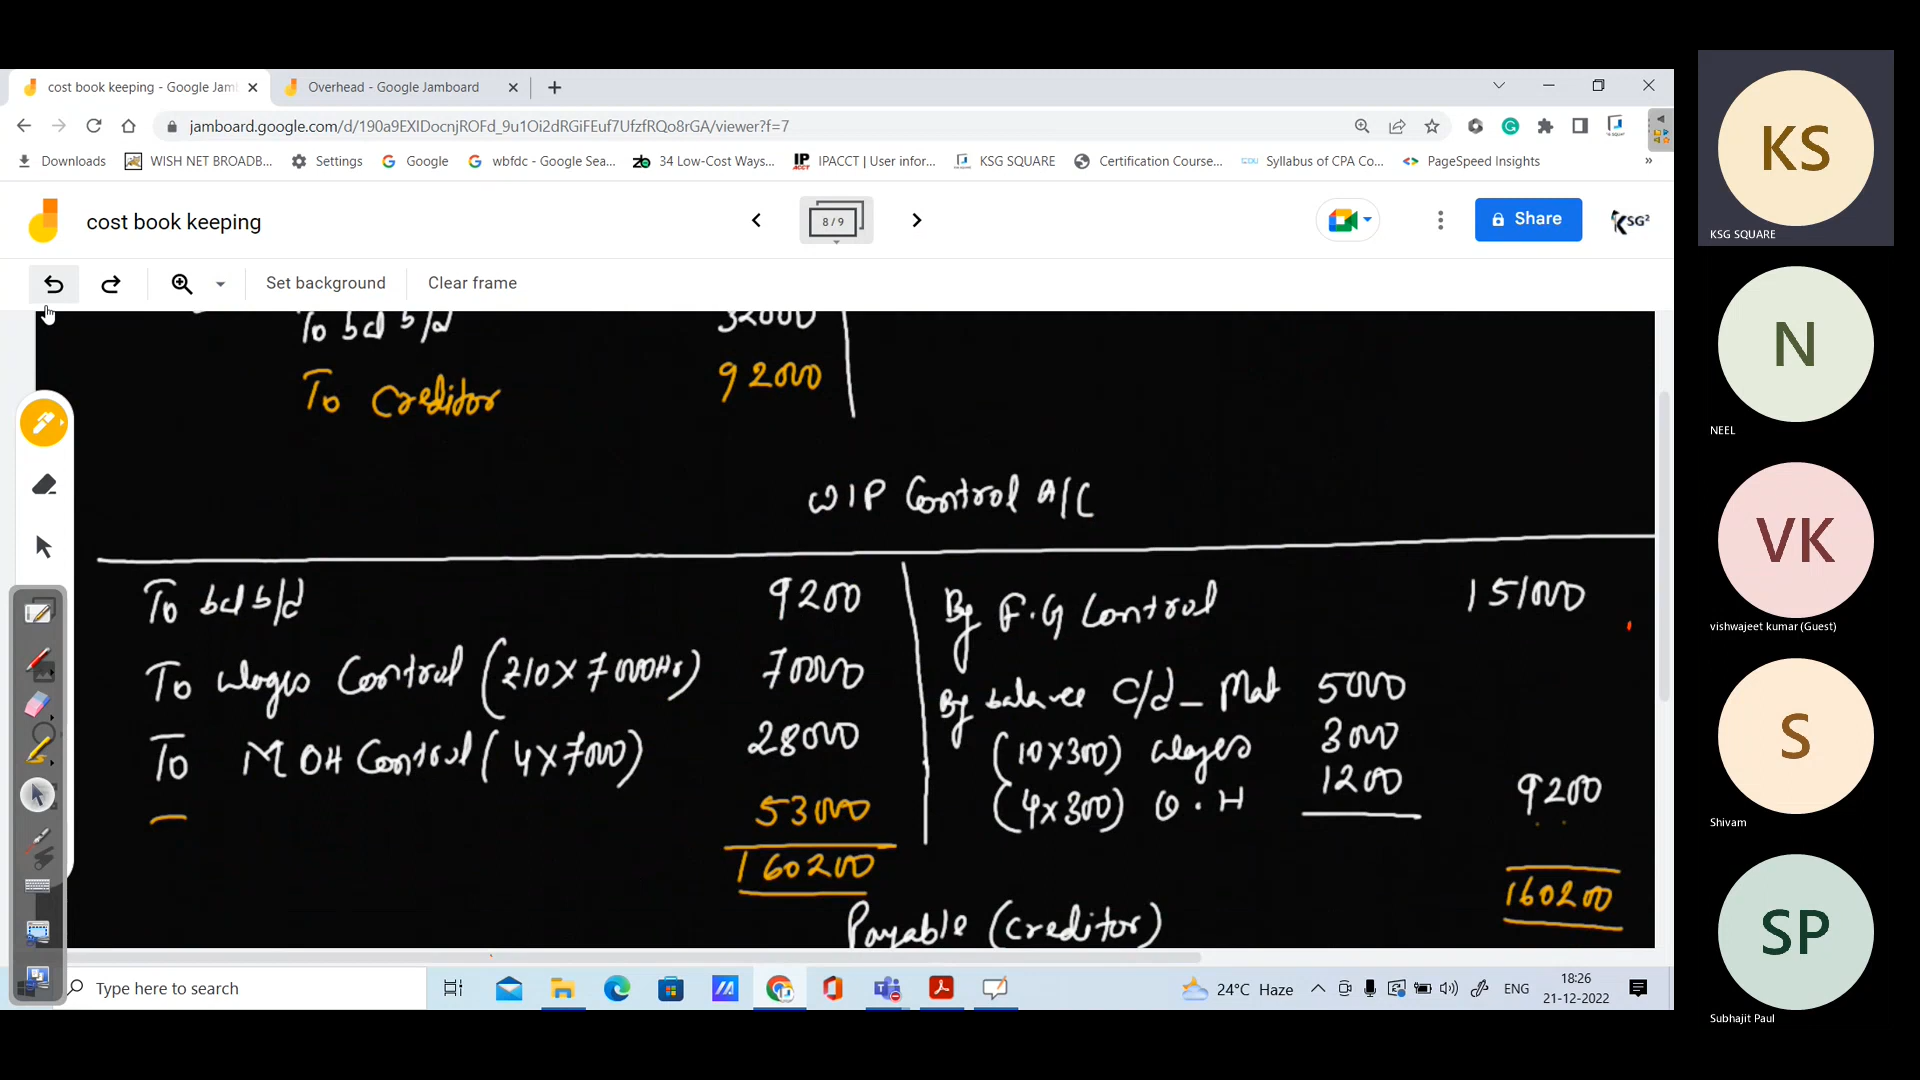 cost book keeping - Google Jam
Overhead - Google Jamboard
jamboard.google.com/d/190a9EXIDocnjROFd_9u1Oi2dRGiFEuf7UfzfRQo8rGA/viewer?f=7
Downloads
WISH NET BROADB...
Settings
Google
wbfdc - Google Sea...
34 Low-Cost Ways...
IPACCT | User infor...
KSG SQUARE
Certification Course...
Syllabus of CPA Co...
PageSpeed Insights
cost book keeping
8 / 9
Share
KSG²
Set background
Clear frame
To bal b/d 32000
To Creditor 92000
WIP Control A/C
To bal b/d 9200
By F.G Control 151000
To Wages Control (210 x 7000Hr) 70000
By balance C/d - Mat 5000
To MOH Control (4x7000) 28000
(10x300) Wages 3000
(4x300) O.H 1200 9200
53000
160200
160200
Payable (Creditor)
Type here to search
24°C Haze
ENG
18:26
21-12-2022
KS
KSG SQUARE
N
NEEL
VK
vishwajeet kumar (Guest)
S
Shivam
SP
Subhajit Paul